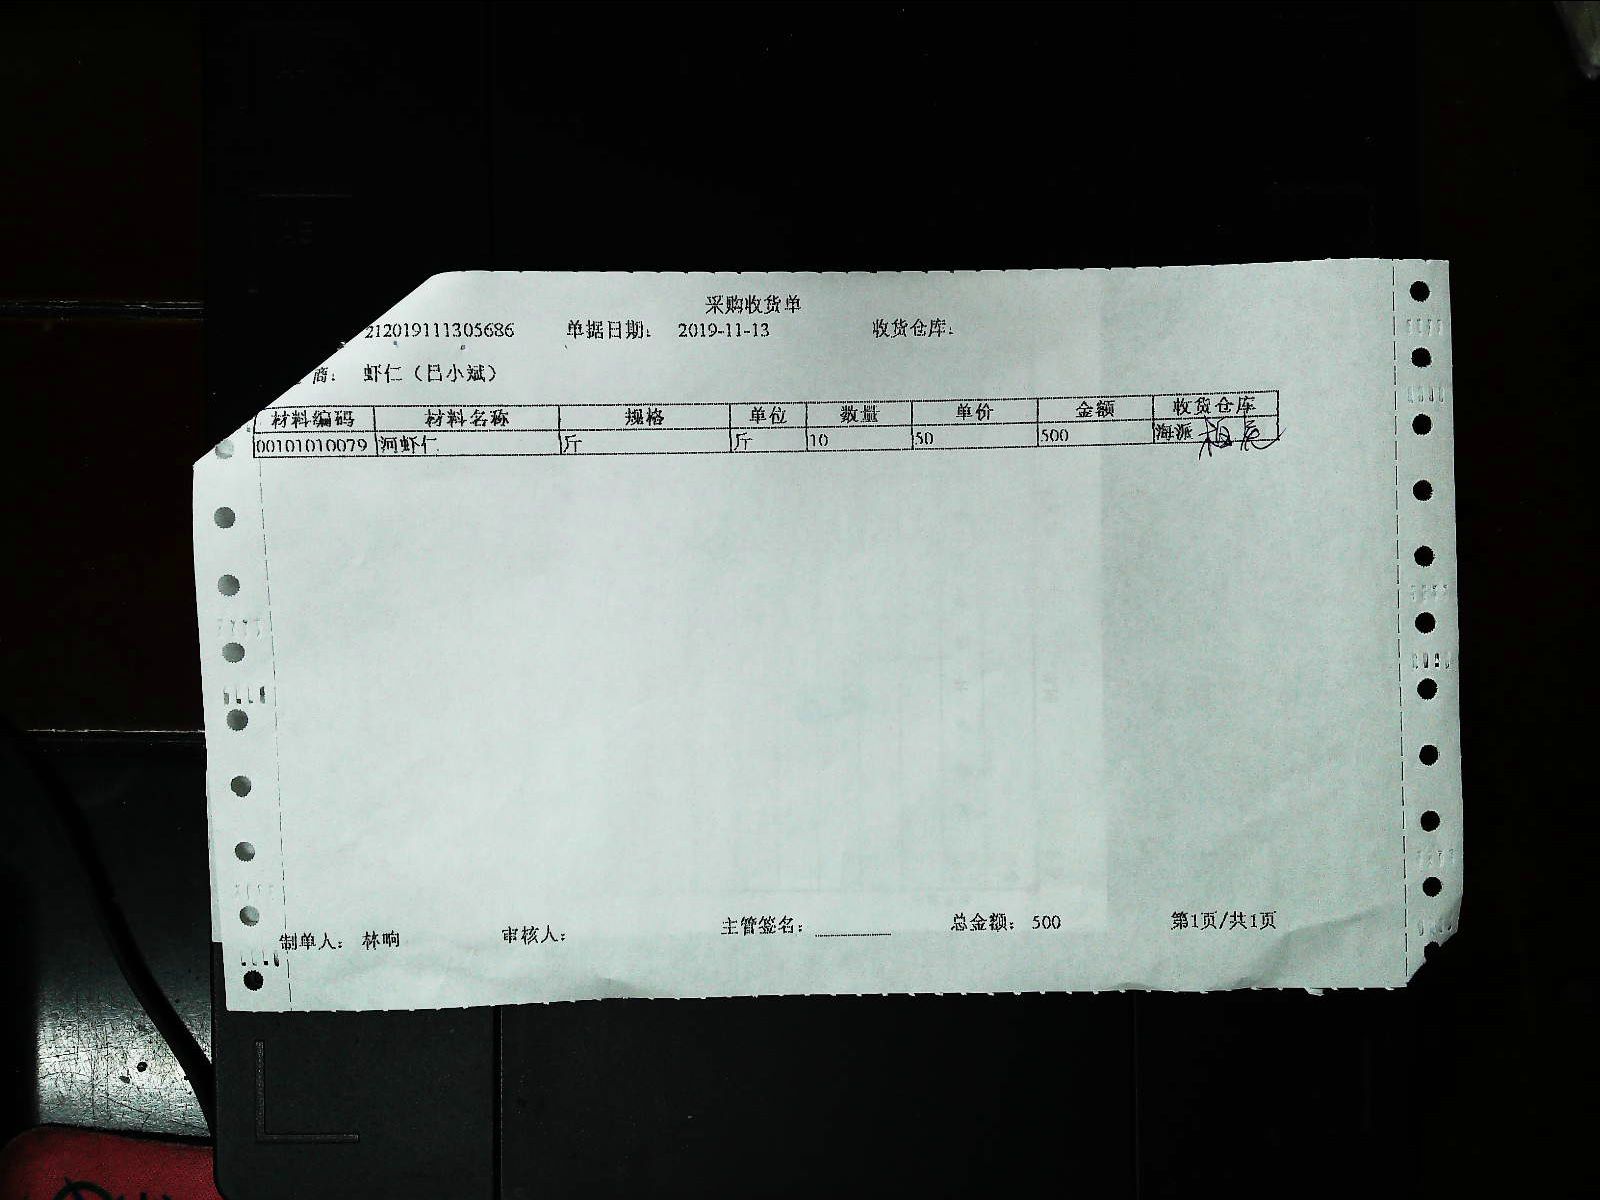 采购收货单
212019111305686 单据日期: 2019-11-13 收货仓库:
商: 虾仁（吕小斌）
材料编码 材料名称 规格 单位 数量 单价 金额 收货仓库
00101010079 河虾仁 斤 斤 10 50 500 海派
制单人: 林响 审核人: 主管签名: 总金额: 500 第1页/共1页